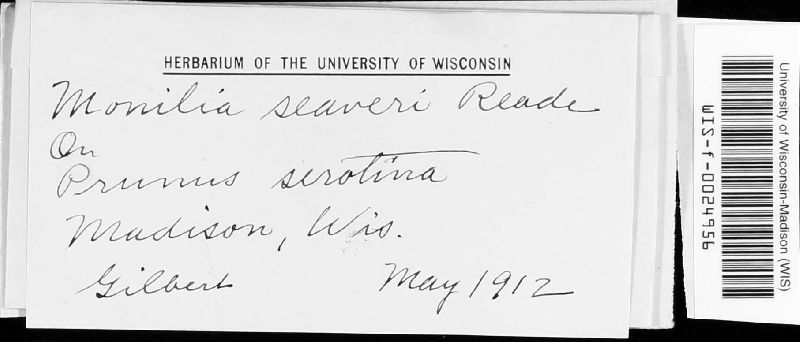 HERBARIUM OF THE UNIVERSITY OF WISCONSIN
Monilia seaveri Reade
On
Prunus serotina
Madison, Wis.
Gilbert May 1912
University of Wisconsin-Madison (WIS)
WIS-f-0024956